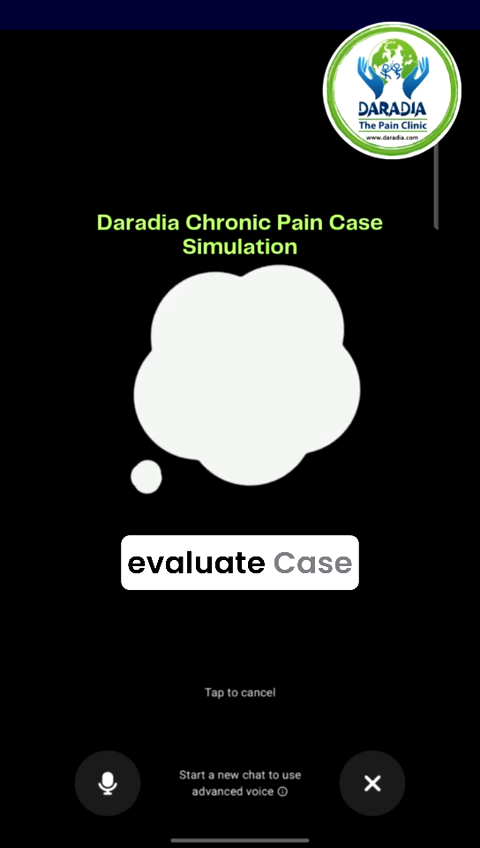 DARADIA
The Pain Clinic
www.daradia.com
Daradia Chronic Pain Case
Simulation
evaluate Case
Tap to cancel
Start a new chat to use
advanced voice